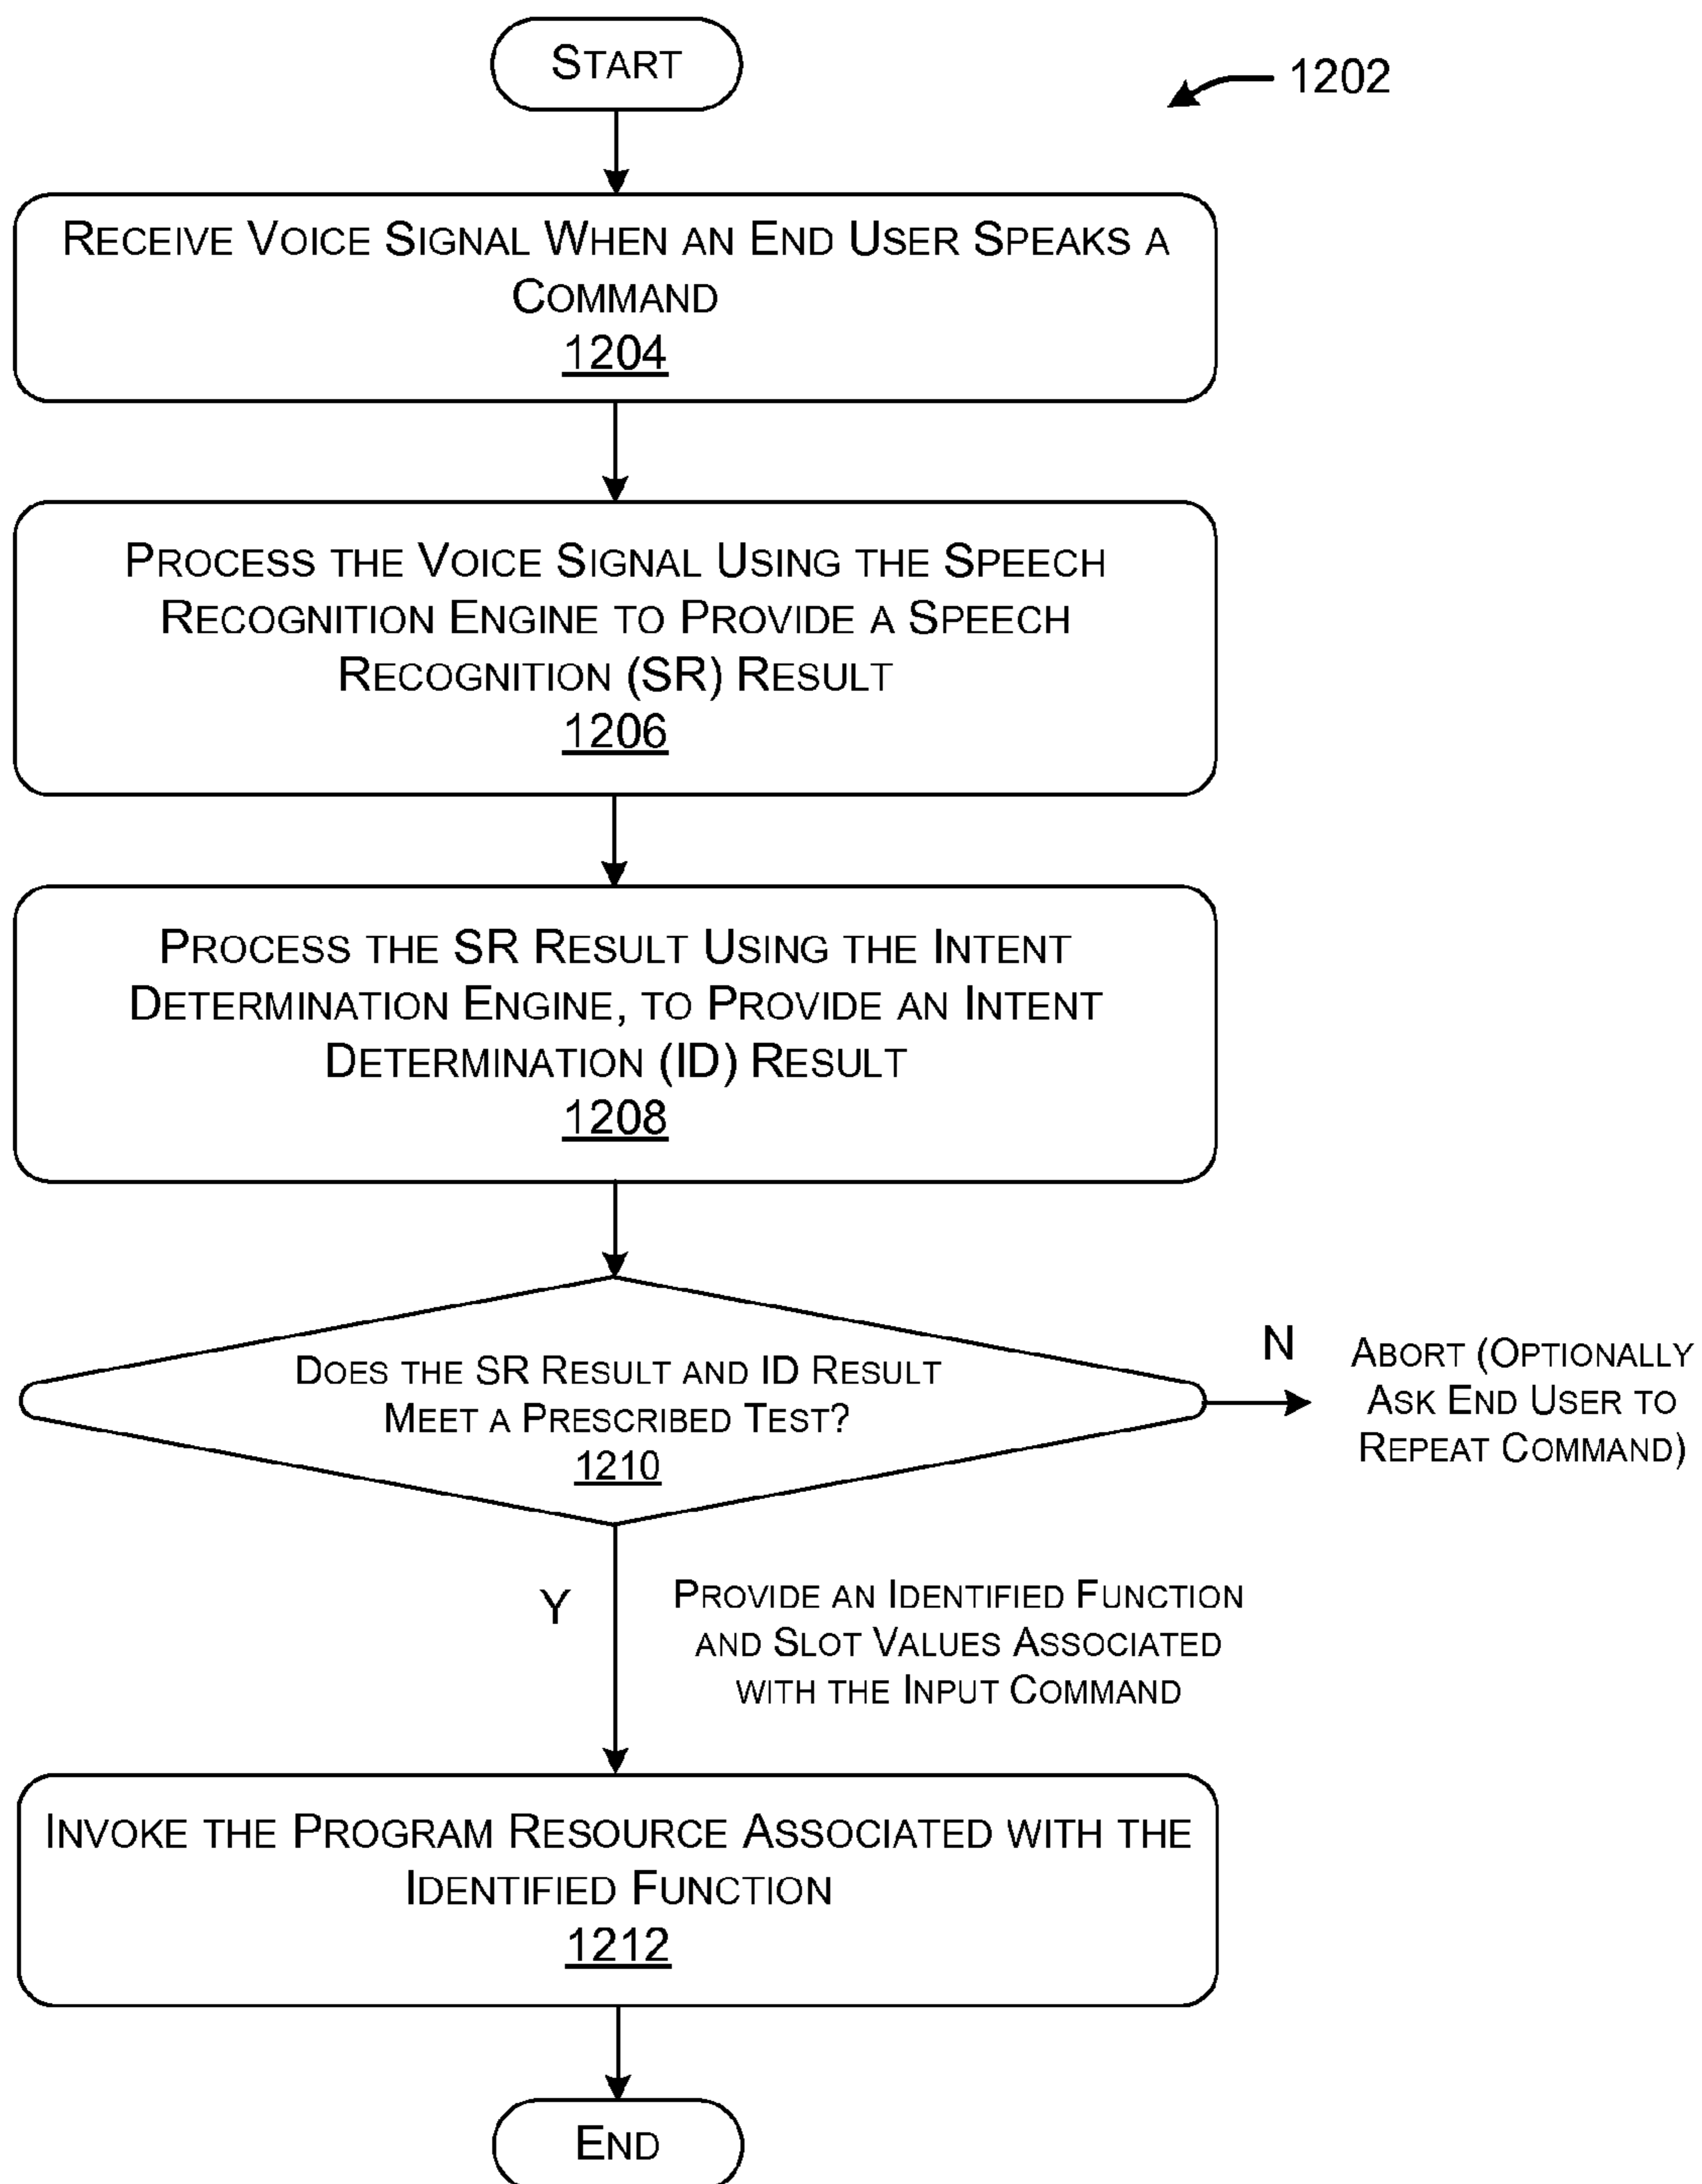 START
1202
RECEIVE VOICE SIGNAL WHEN AN END USER SPEAKS A
COMMAND
1204
PROCESS THE VOICE SIGNAL USING THE SPEECH
RECOGNITION ENGINE TO PROVIDE A SPEECH
RECOGNITION (SR) RESULT
1206
PROCESS THE SR RESULT USING THE INTENT
DETERMINATION ENGINE, TO PROVIDE AN INTENT
DETERMINATION (ID) RESULT
1208
DOES THE SR RESULT AND ID RESULT
MEET A PRESCRIBED TEST?
1210
N
ABORT (OPTIONALLY
ASK END USER TO
REPEAT COMMAND)
Y
PROVIDE AN IDENTIFIED FUNCTION
AND SLOT VALUES ASSOCIATED
WITH THE INPUT COMMAND
INVOKE THE PROGRAM RESOURCE ASSOCIATED WITH THE
IDENTIFIED FUNCTION
1212
END